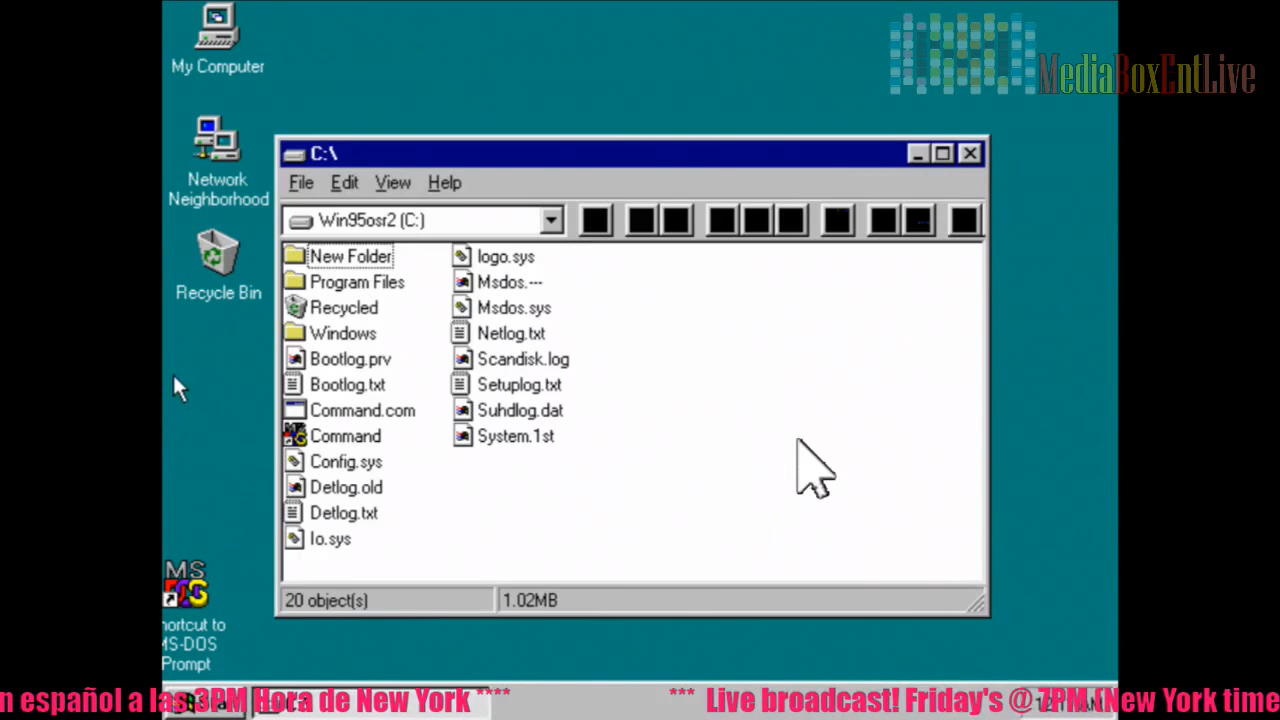 My Computer
MediaBoxEntLive
Network
Neighborhood
Recycle Bin
C:\
File Edit View Help
Win95osr2 (C:)
New Folder
Program Files
Recycled
Windows
Bootlog.prv
Bootlog.txt
Command.com
Command
Config.sys
Detlog.old
Detlog.txt
Io.sys
logo.sys
Msdos.---
Msdos.sys
Netlog.txt
Scandisk.log
Setuplog.txt
Suhdlog.dat
System.1st
20 object(s) 1.02MB
MS
hortcut to
MS-DOS
Prompt
n español a las 3PM Hora de New York **** *** Live broadcast! Friday's @ 7PM (New York time